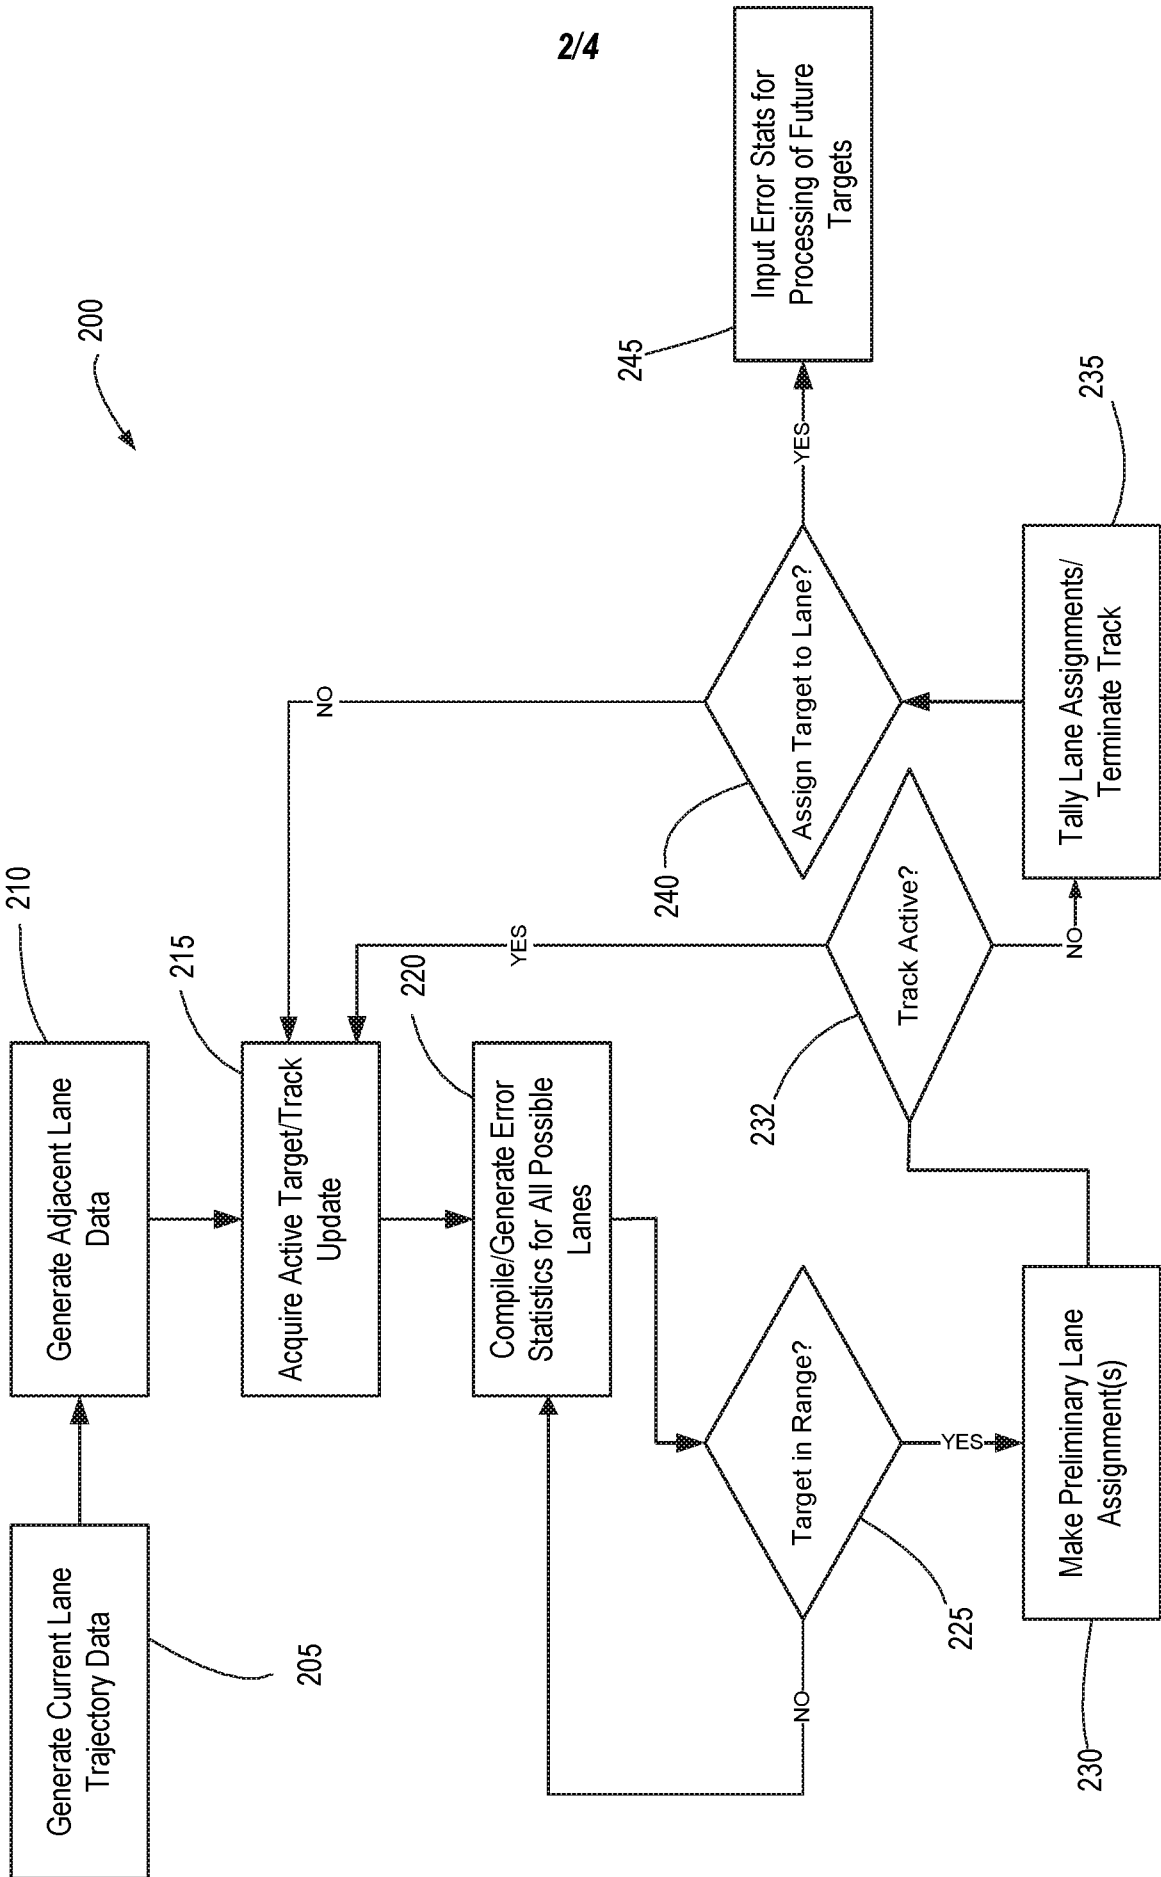 2/4
200
Generate Current Lane
Trajectory Data
205
Generate Adjacent Lane
Data
210
Acquire Active Target/Track
Update
215
Compile/Generate Error
Statistics for All Possible
Lanes
220
Target in Range?
225
NO
YES
Make Preliminary Lane
Assignment(s)
230
Track Active?
232
YES
NO
Tally Lane Assignments/
Terminate Track
235
Assign Target to Lane?
240
NO
YES
Input Error Stats for
Processing of Future
Targets
245